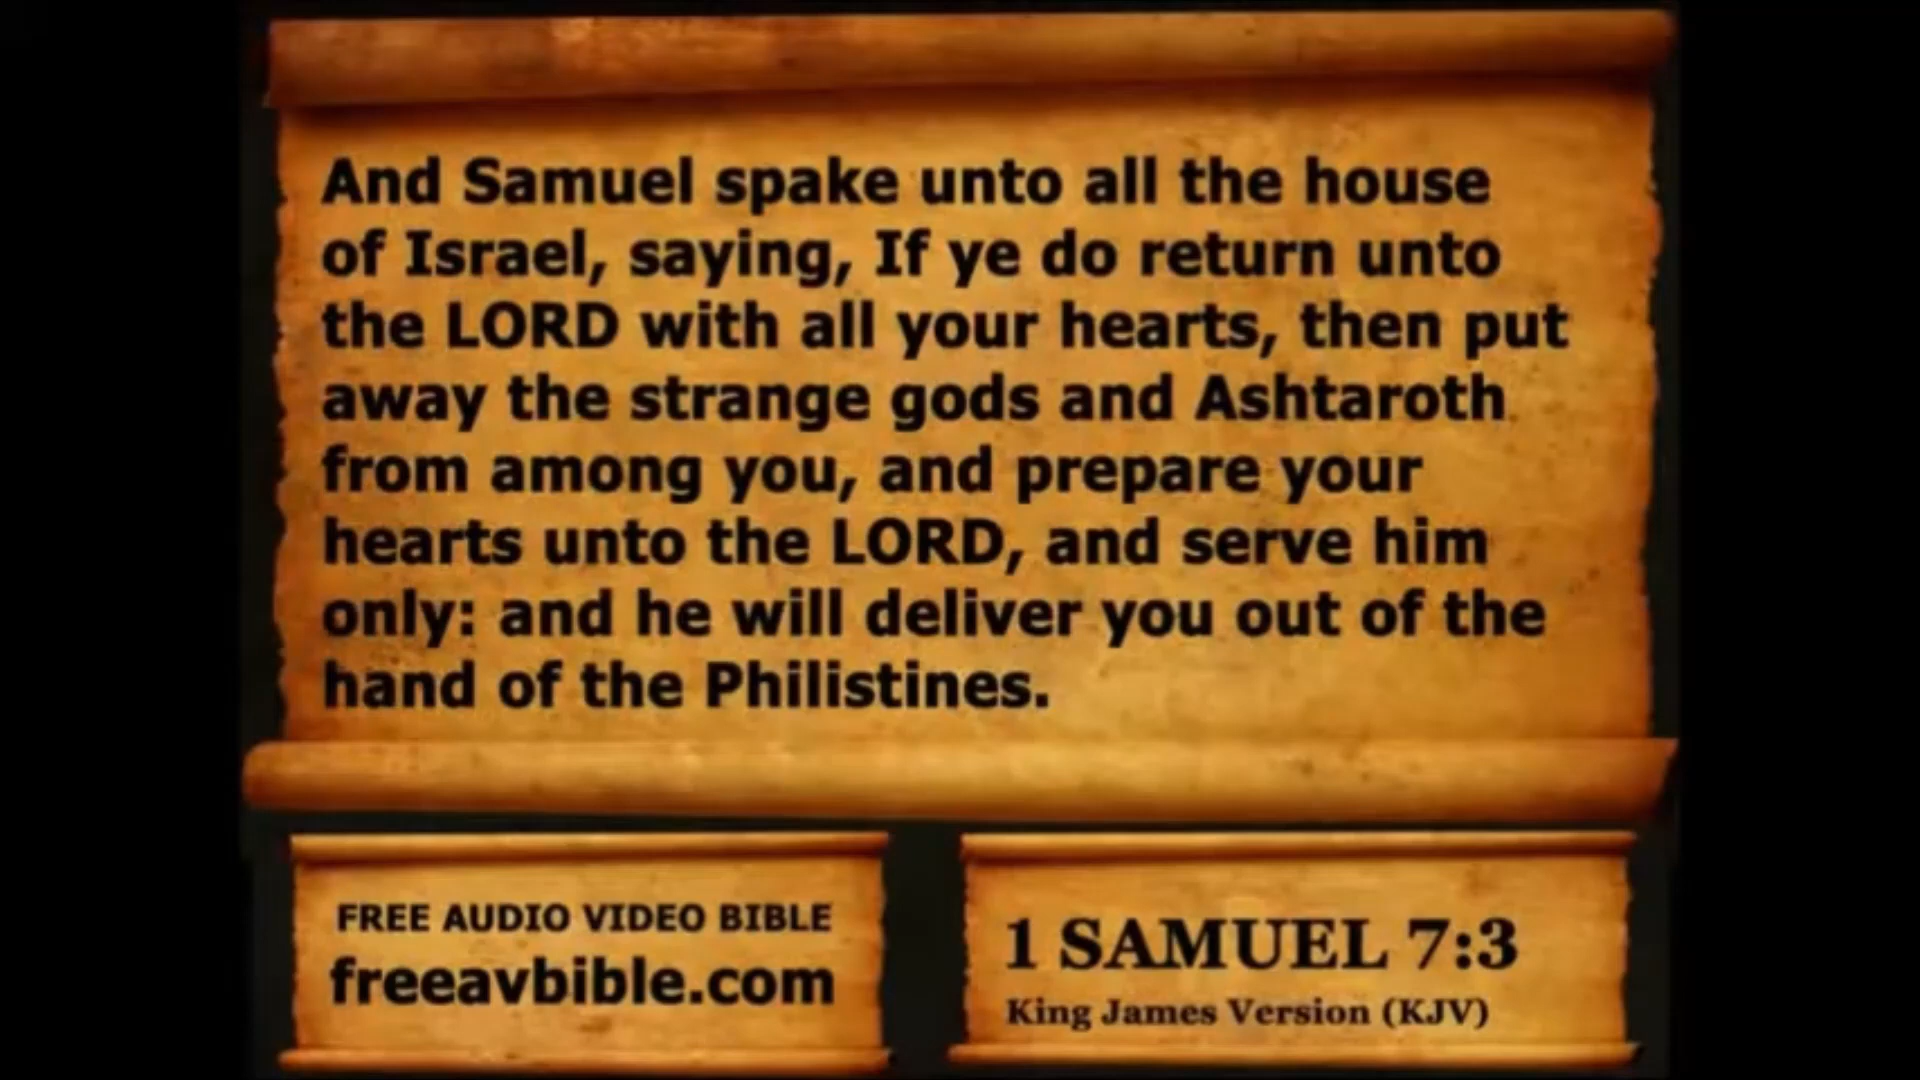 And Samuel spake unto all the house
of Israel, saying, If ye do return unto
the LORD with all your hearts, then put
away the strange gods and Ashtaroth
from among you, and prepare your
hearts unto the LORD, and serve him
only: and he will deliver you out of the
hand of the Philistines.
FREE AUDIO VIDEO BIBLE
freeavbible.com
1 SAMUEL 7:3
King James Version (KJV)